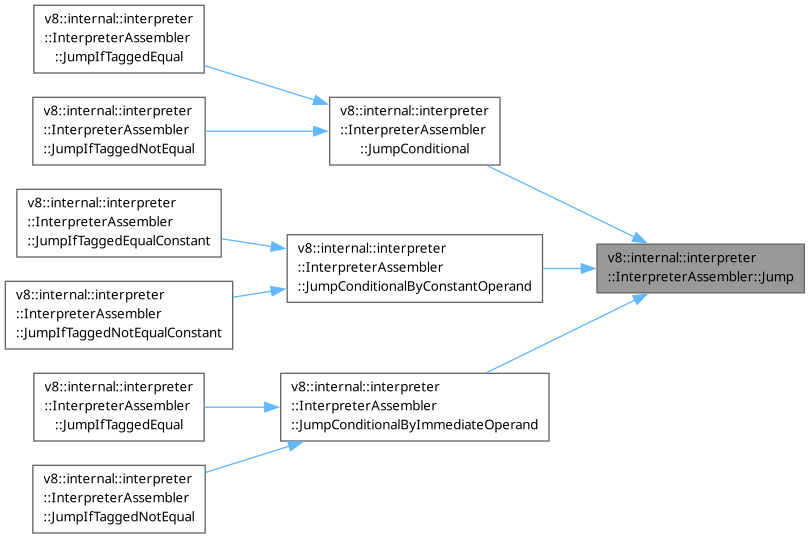 v8::internal::interpreter
::InterpreterAssembler
::JumpIfTaggedEqual
v8::internal::interpreter
::InterpreterAssembler
::JumpIfTaggedNotEqual
v8::internal::interpreter
::InterpreterAssembler
::JumpConditional
v8::internal::interpreter
::InterpreterAssembler
::JumpIfTaggedEqualConstant
v8::internal::interpreter
::InterpreterAssembler
::JumpConditionalByConstantOperand
v8::internal::interpreter
::InterpreterAssembler::Jump
v8::internal::interpreter
::InterpreterAssembler
::JumpIfTaggedNotEqualConstant
v8::internal::interpreter
::InterpreterAssembler
::JumpIfTaggedEqual
v8::internal::interpreter
::InterpreterAssembler
::JumpConditionalByImmediateOperand
v8::internal::interpreter
::InterpreterAssembler
::JumpIfTaggedNotEqual